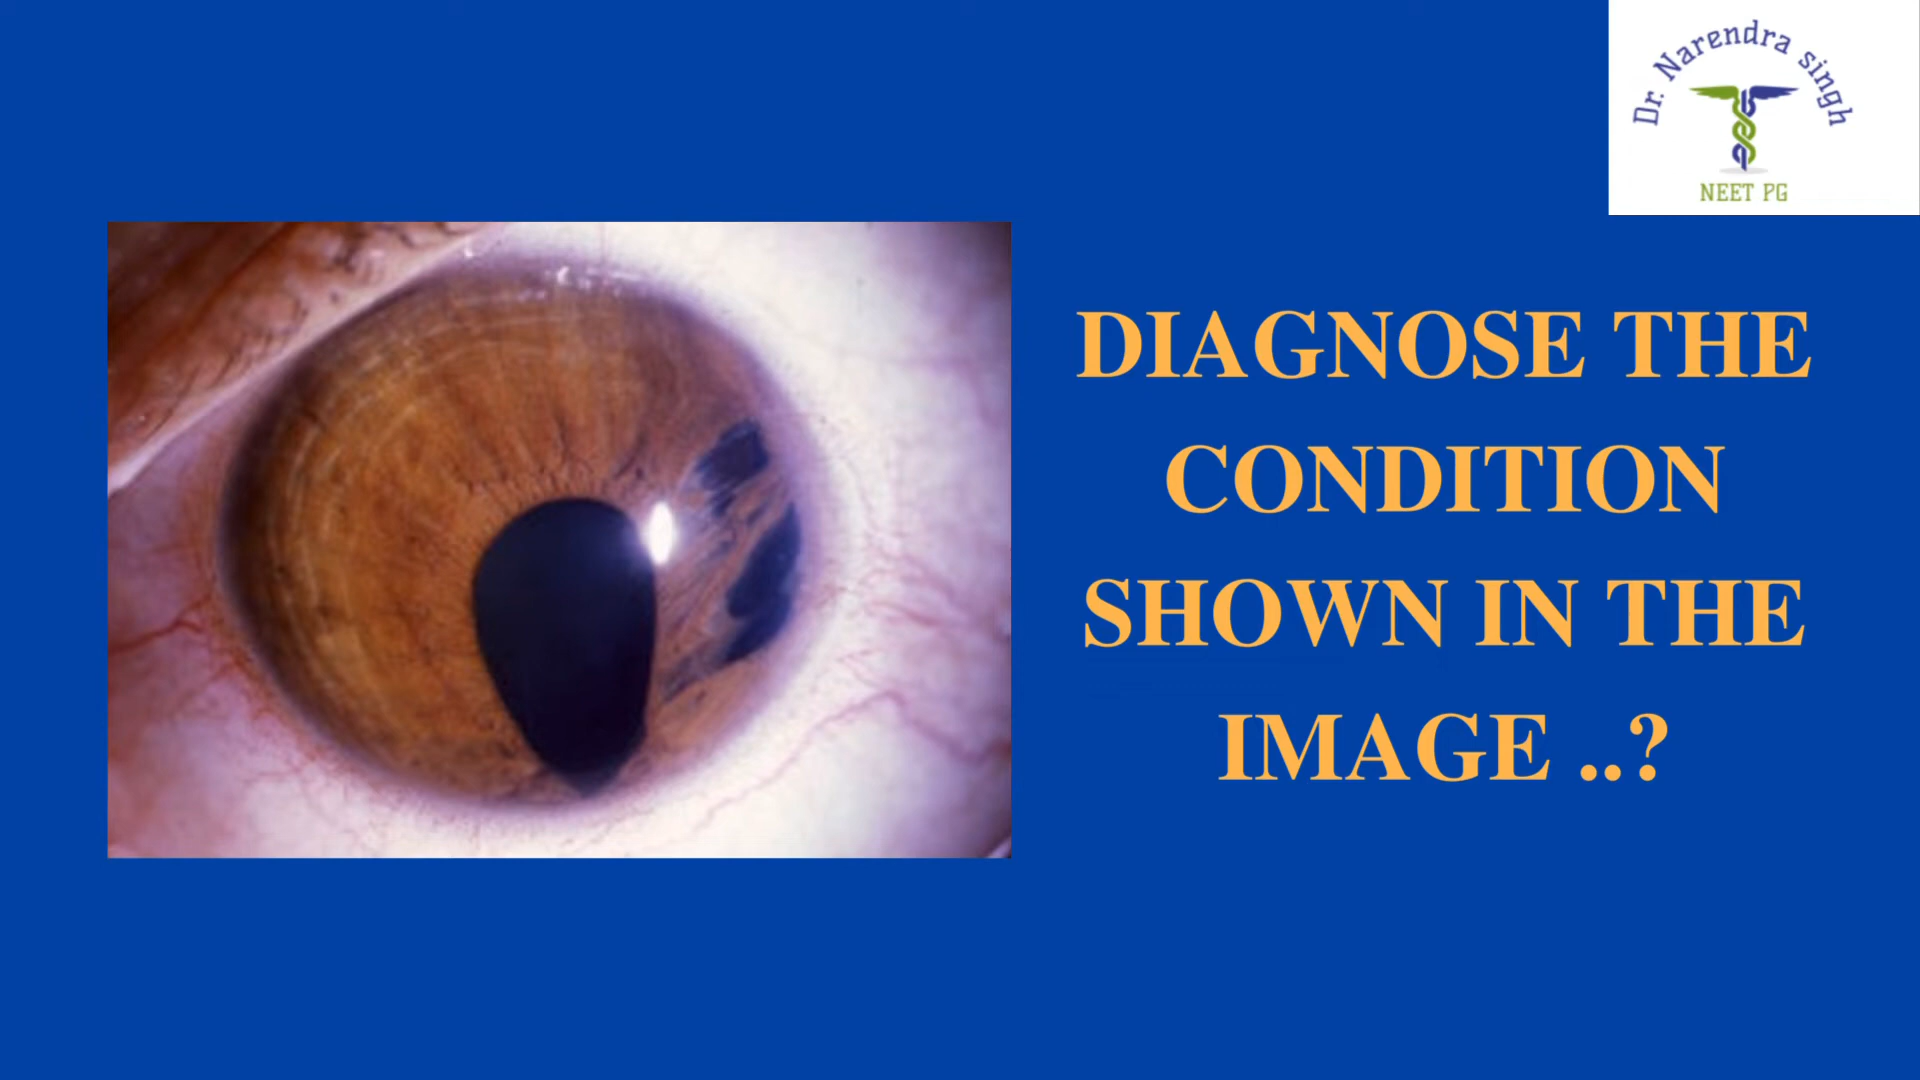 Dr. Narendra singh
NEET PG
DIAGNOSE THE
CONDITION
SHOWN IN THE
IMAGE ..?